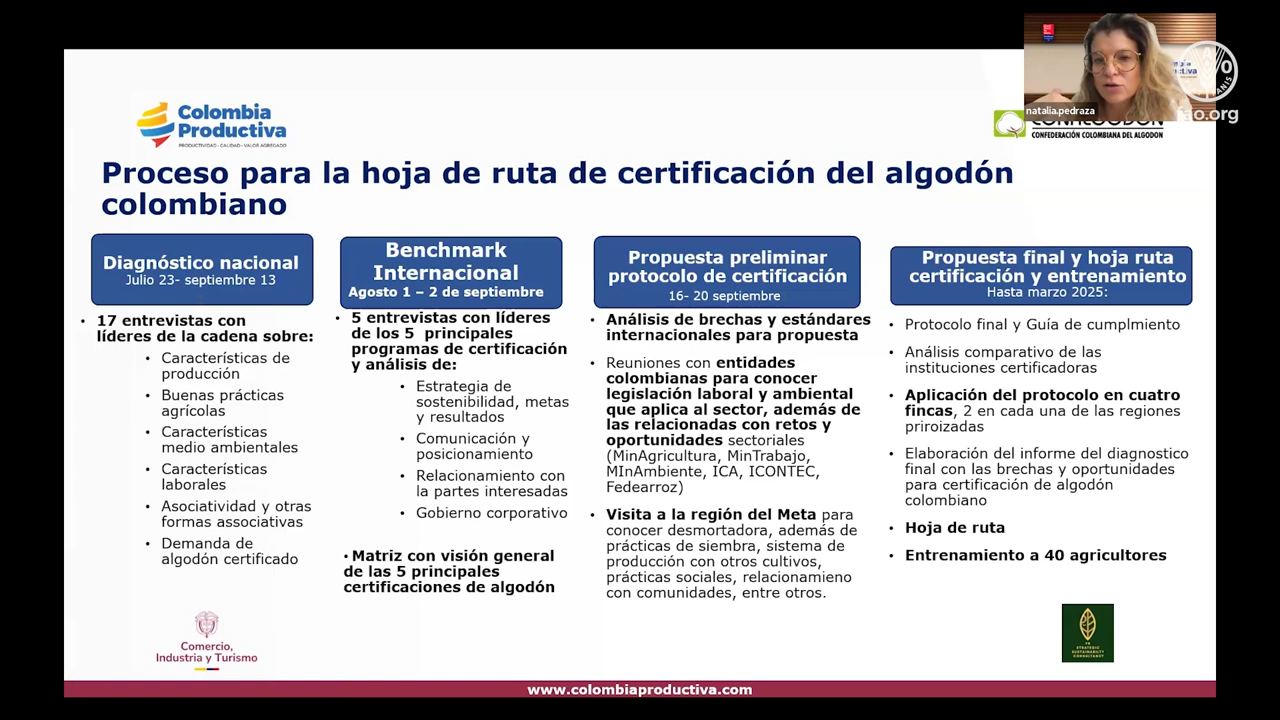 Colombia
Productiva
PRODUCTIVIDAD - CALIDAD - VALOR AGREGADO
natalia.pedraza
fao.org
CONFEDERACIÓN COLOMBIANA DEL ALGODON
Proceso para la hoja de ruta de certificación del algodón
colombiano
Diagnóstico nacional
Julio 23- septiembre 13
• 17 entrevistas con
líderes de la cadena sobre:
• Características de
producción
• Buenas prácticas
agrícolas
• Características
medio ambientales
• Características
laborales
• Asociatividad y otras
formas associativas
• Demanda de
algodón certificado
Benchmark
Internacional
Agosto 1 – 2 de septiembre
• 5 entrevistas con líderes
de los 5 principales
programas de certificación
y análisis de:
• Estrategia de
sostenibilidad, metas
y resultados
• Comunicación y
posicionamiento
• Relacionamiento con
la partes interesadas
• Gobierno corporativo
• Matriz con visión general
de las 5 principales
certificaciones de algodón
Propuesta preliminar
protocolo de certificación
16- 20 septiembre
• Análisis de brechas y estándares
internacionales para propuesta
• Reuniones con entidades
colombianas para conocer
legislación laboral y ambiental
que aplica al sector, además de
las relacionadas con retos y
oportunidades sectoriales
(MinAgricultura, MinTrabajo,
MInAmbiente, ICA, ICONTEC,
Fedearroz)
• Visita a la región del Meta para
conocer desmortadora, además de
prácticas de siembra, sistema de
producción con otros cultivos,
prácticas sociales, relacionamieno
con comunidades, entre otros.
Propuesta final y hoja ruta
certificación y entrenamiento
Hasta marzo 2025:
• Protocolo final y Guía de cumplmiento
• Análisis comparativo de las
instituciones certificadoras
• Aplicación del protocolo en cuatro
fincas, 2 en cada una de las regiones
priroizadas
• Elaboración del informe del diagnostico
final con las brechas y oportunidades
para certificación de algodón
colombiano
• Hoja de ruta
• Entrenamiento a 40 agricultores
Comercio,
Industria y Turismo
STRATEGIC
SUSTAINABILITY
CONSULTANCY
www.colombiaproductiva.com